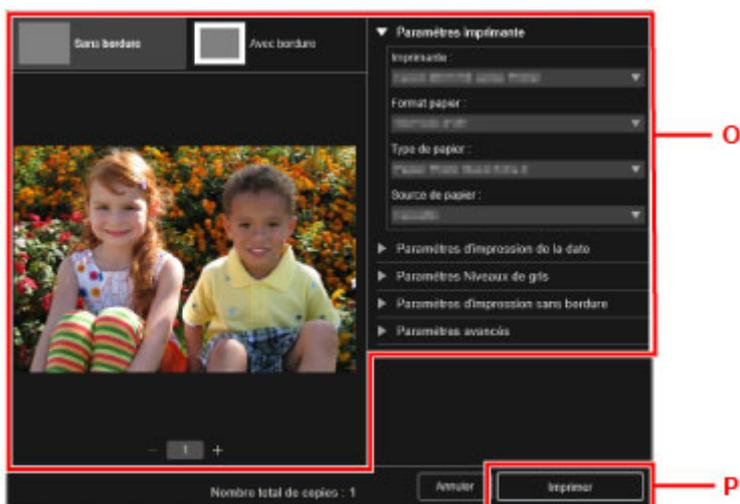 Sans bordure
Avec bordure
Paramètres imprimante
Imprimante :
Format papier :
Type de papier :
Source de papier :
Paramètres d'impression de la date
Paramètres Niveaux de gris
Paramètres d'impression sans bordure
Paramètres avancés
O
1
Nombre total de copies : 1
Annuler
Imprimer
P